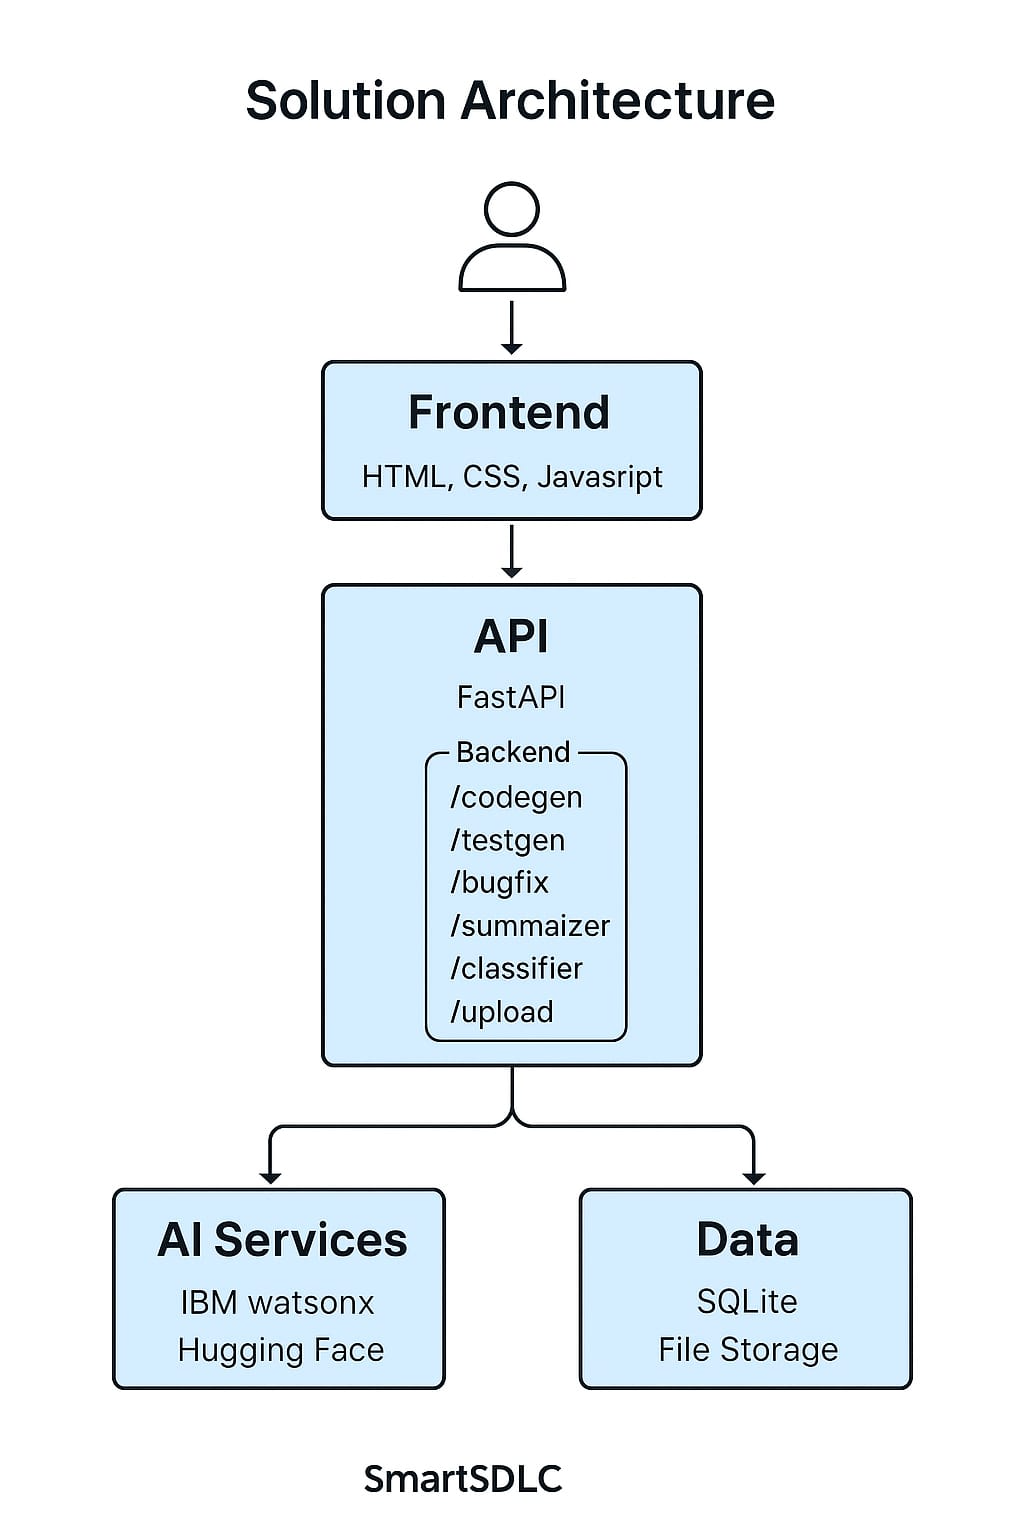 Solution Architecture
Frontend
HTML, CSS, Javasript
API
FastAPI
Backend
/codegen
/testgen
/bugfix
/summaizer
/classifier
/upload
AI Services
IBM watsonx
Hugging Face
Data
SQLite
File Storage
SmartSDLC